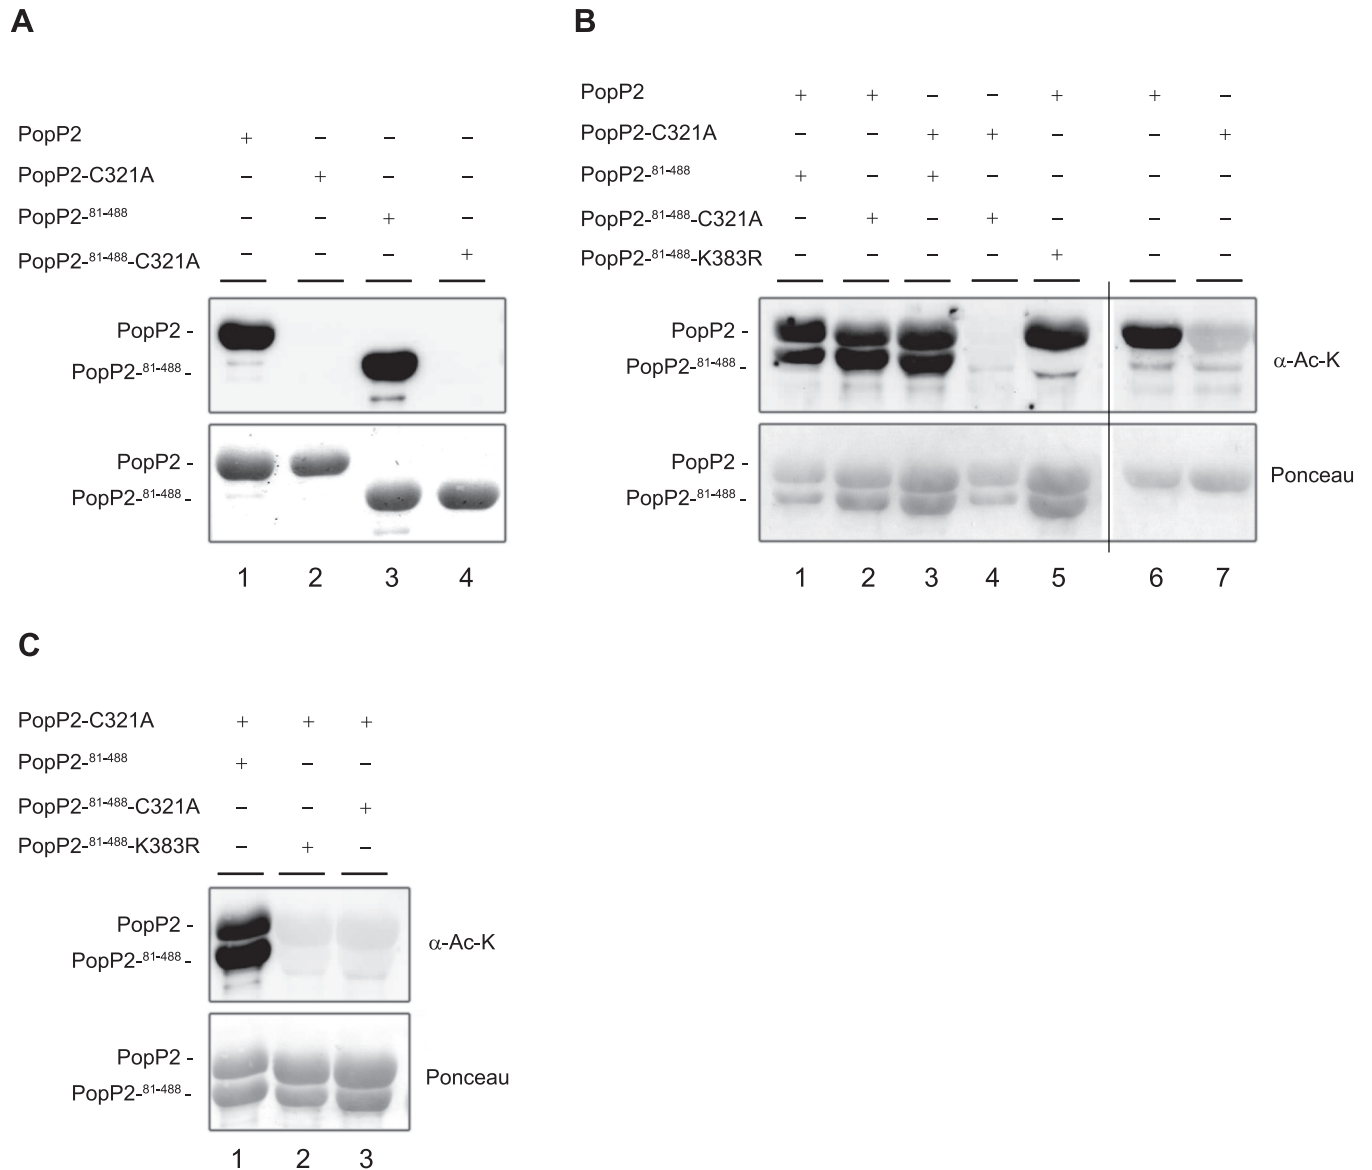 A
PopP2 + – – –
PopP2-C321A – + – –
PopP2-81-488 – – + –
PopP2-81-488-C321A – – – +
PopP2 -
PopP2-81-488 -
PopP2 -
PopP2-81-488 -
1 2 3 4
B
PopP2 + + – – + + –
PopP2-C321A – – + + – – +
PopP2-81-488 + – + – – – –
PopP2-81-488-C321A – + – + – – –
PopP2-81-488-K383R – – – – + – –
PopP2 -
PopP2-81-488 -
α-Ac-K
PopP2 -
PopP2-81-488 -
Ponceau
1 2 3 4 5 6 7
C
PopP2-C321A + + +
PopP2-81-488 + – –
PopP2-81-488-C321A – – +
PopP2-81-488-K383R – + –
PopP2 -
PopP2-81-488 -
α-Ac-K
PopP2 -
PopP2-81-488 -
Ponceau
1 2 3